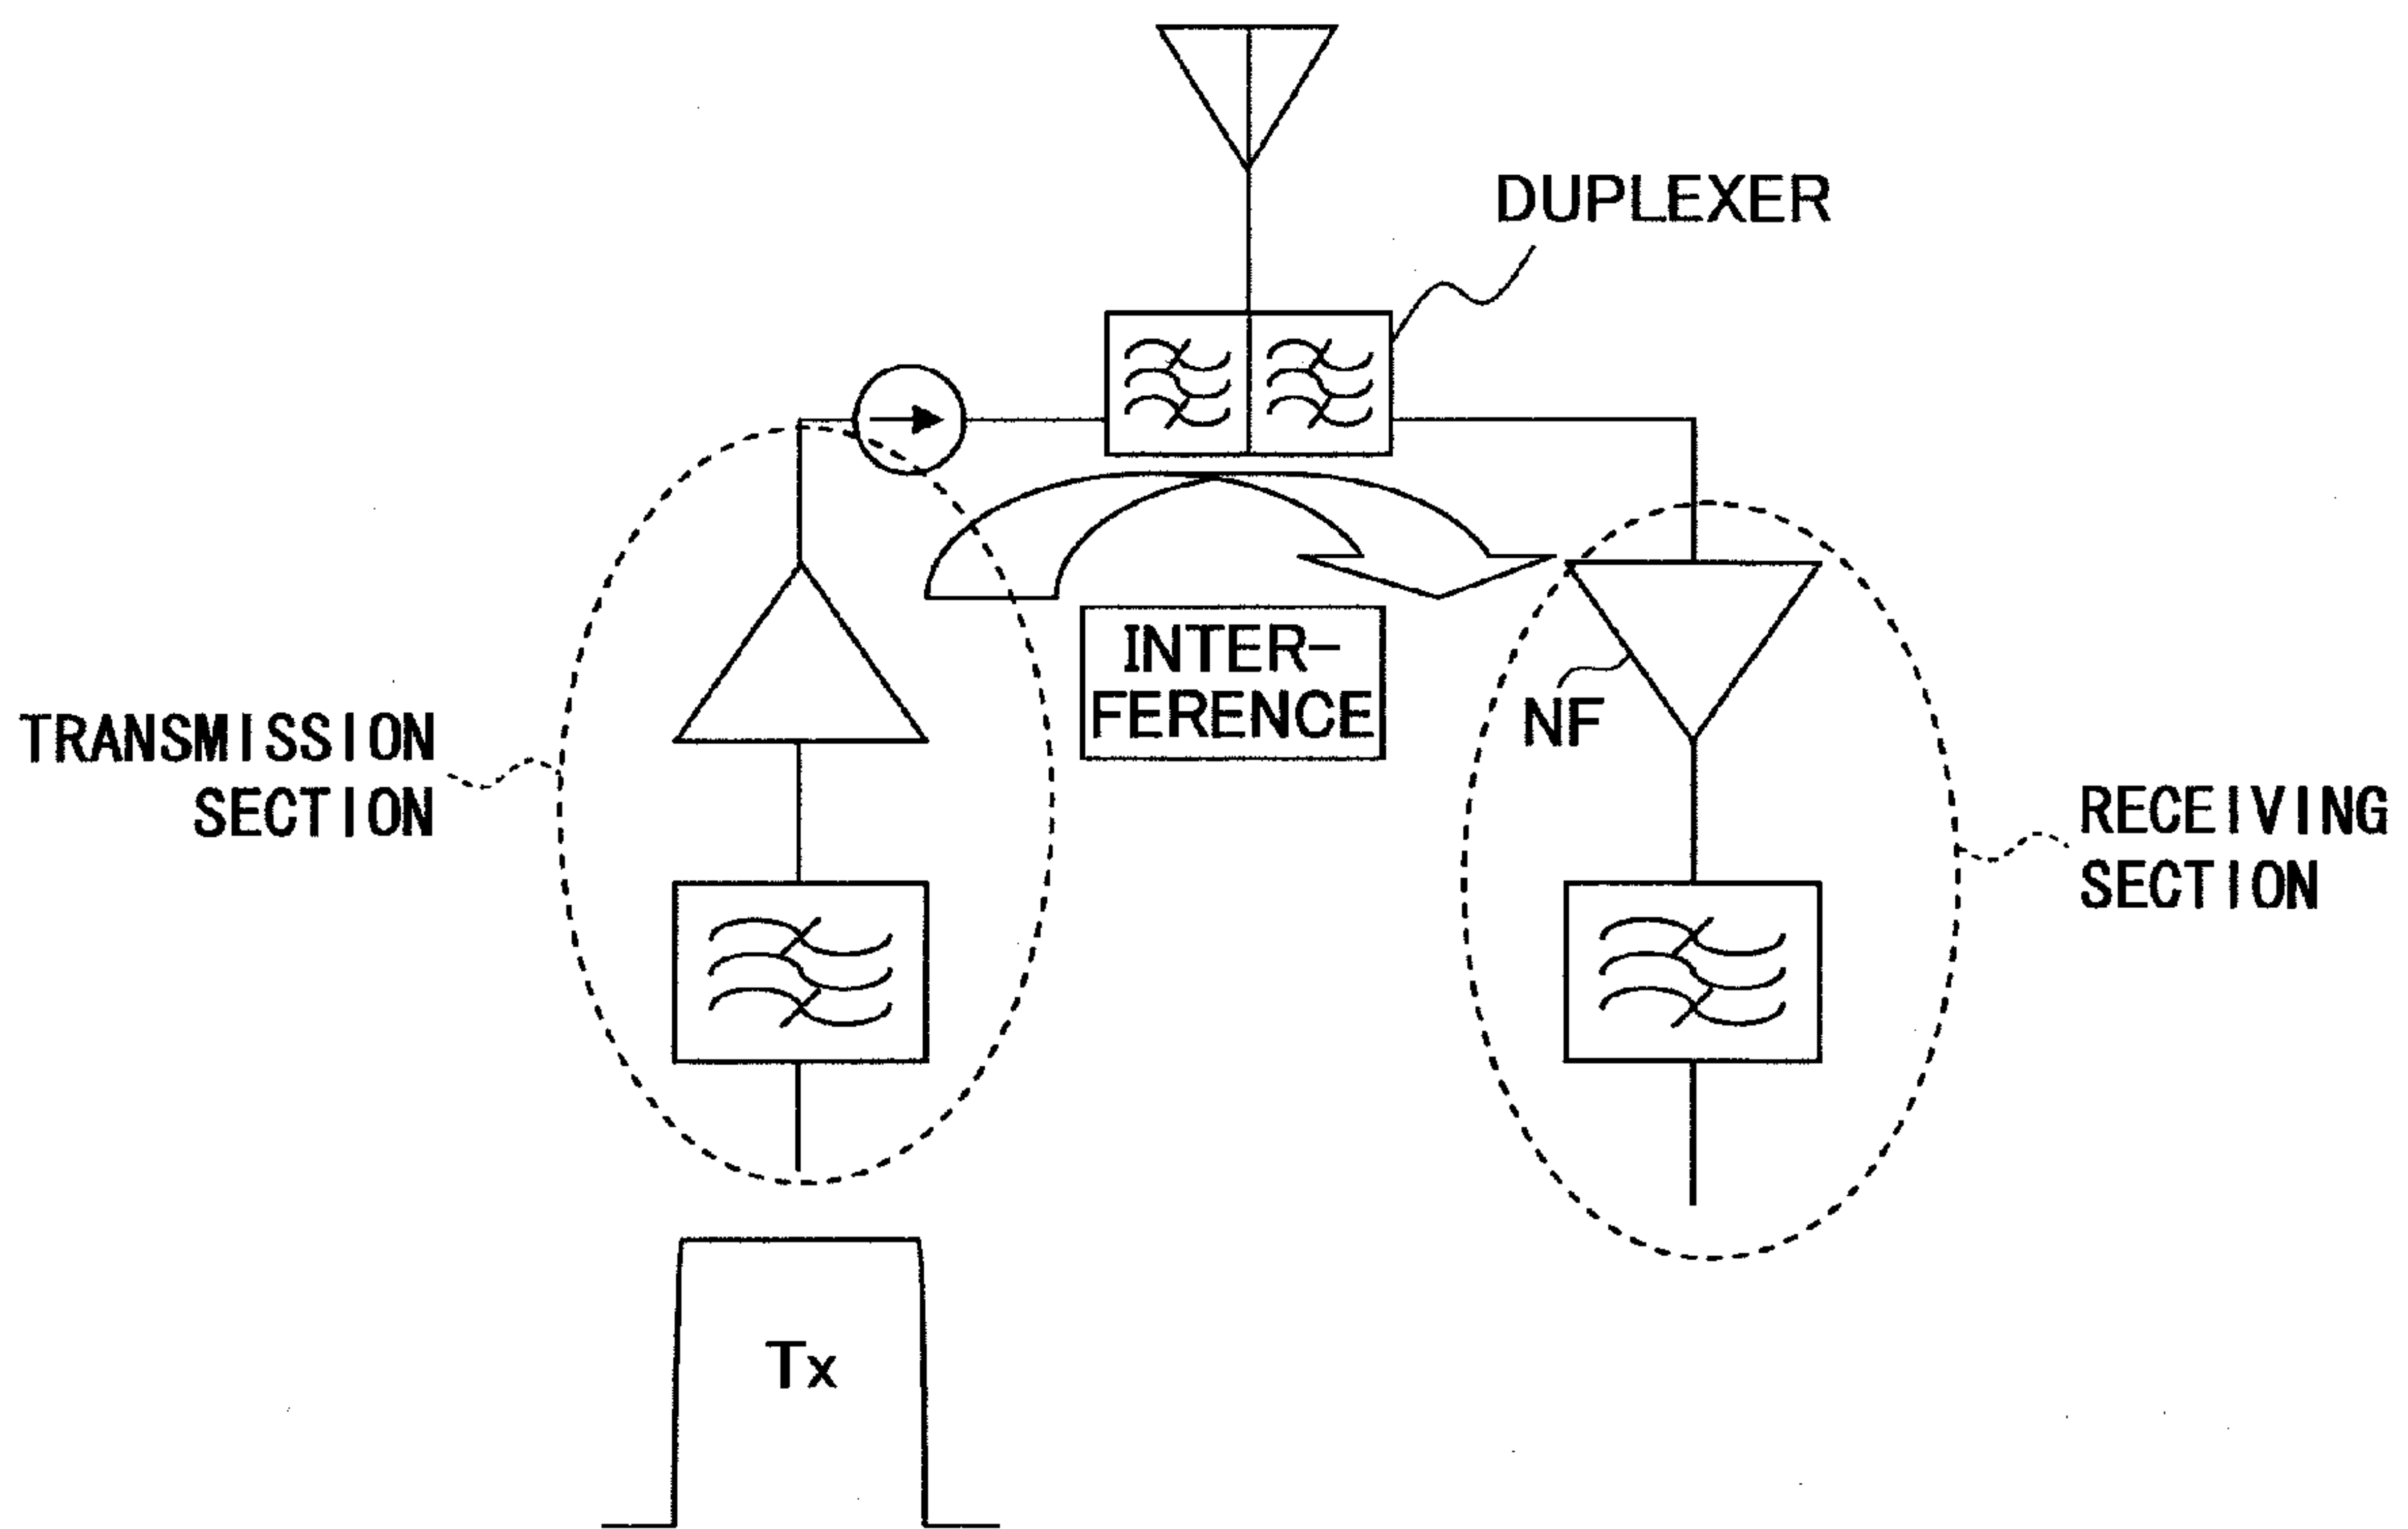 DUPLEXER
INTER-
FERENCE
NF
TRANSMISSION
SECTION
RECEIVING
SECTION
Tx